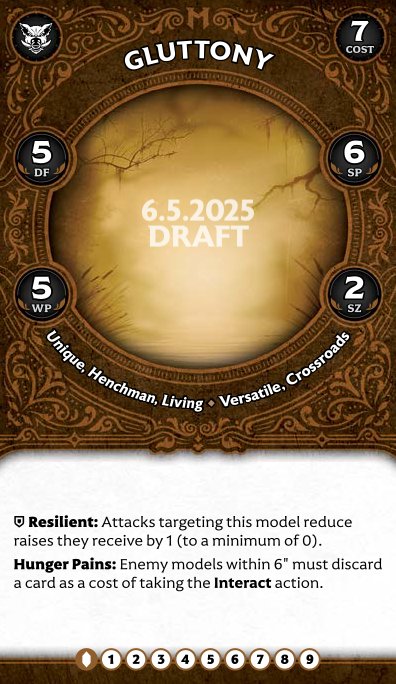 GLUTTONY
7
COST
5
DF
6
SP
6.5.2025
DRAFT
5
WP
2
SZ
Unique, Henchman, Living ◆ Versatile, Crossroads
Resilient: Attacks targeting this model reduce
raises they receive by 1 (to a minimum of 0).
Hunger Pains: Enemy models within 6" must discard
a card as a cost of taking the Interact action.
1 2 3 4 5 6 7 8 9